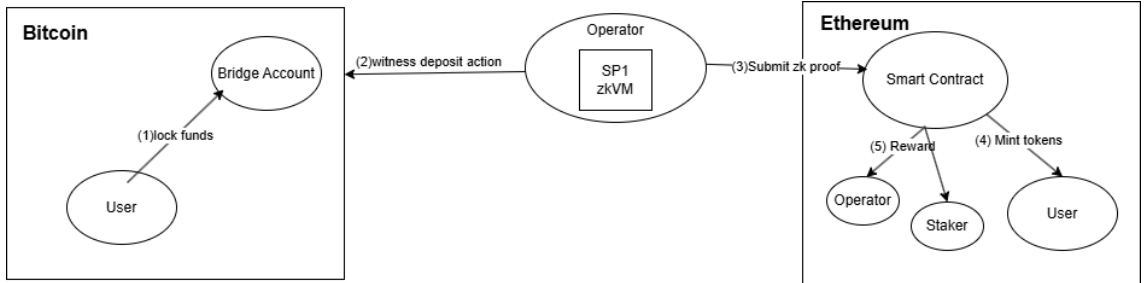 Bitcoin
Bridge Account
(1)lock funds
User
(2)witness deposit action
Operator
SP1
zkVM
(3)Submit zk proof
Ethereum
Smart Contract
(5) Reward
(4) Mint tokens
Operator
Staker
User